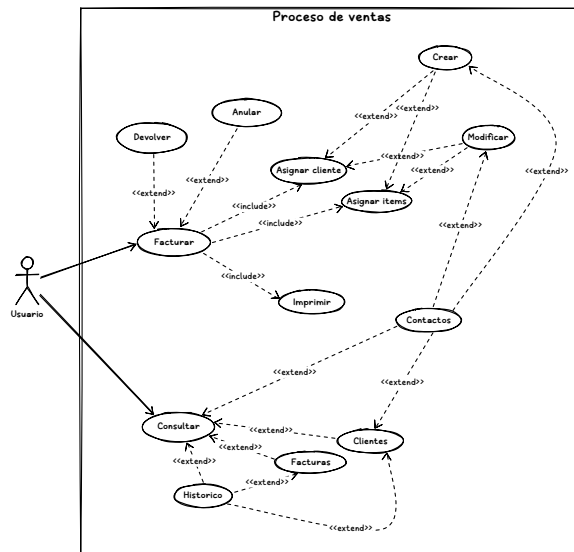 Proceso de ventas
Crear
Anular
<<extend>>
<<extend>>
Devolver
Modificar
Asignar cliente
<<extend>>
<<extend>>
<<extend>>
<<extend>>
Asignar items
<<include>>
<<include>>
<<extend>>
<<extend>>
Facturar
<<include>>
Imprimir
Usuario
Contactos
<<extend>>
<<extend>>
Consultar
<<extend>>
Clientes
<<extend>>
<<extend>>
Facturas
<<extend>>
Historico
<<extend>>